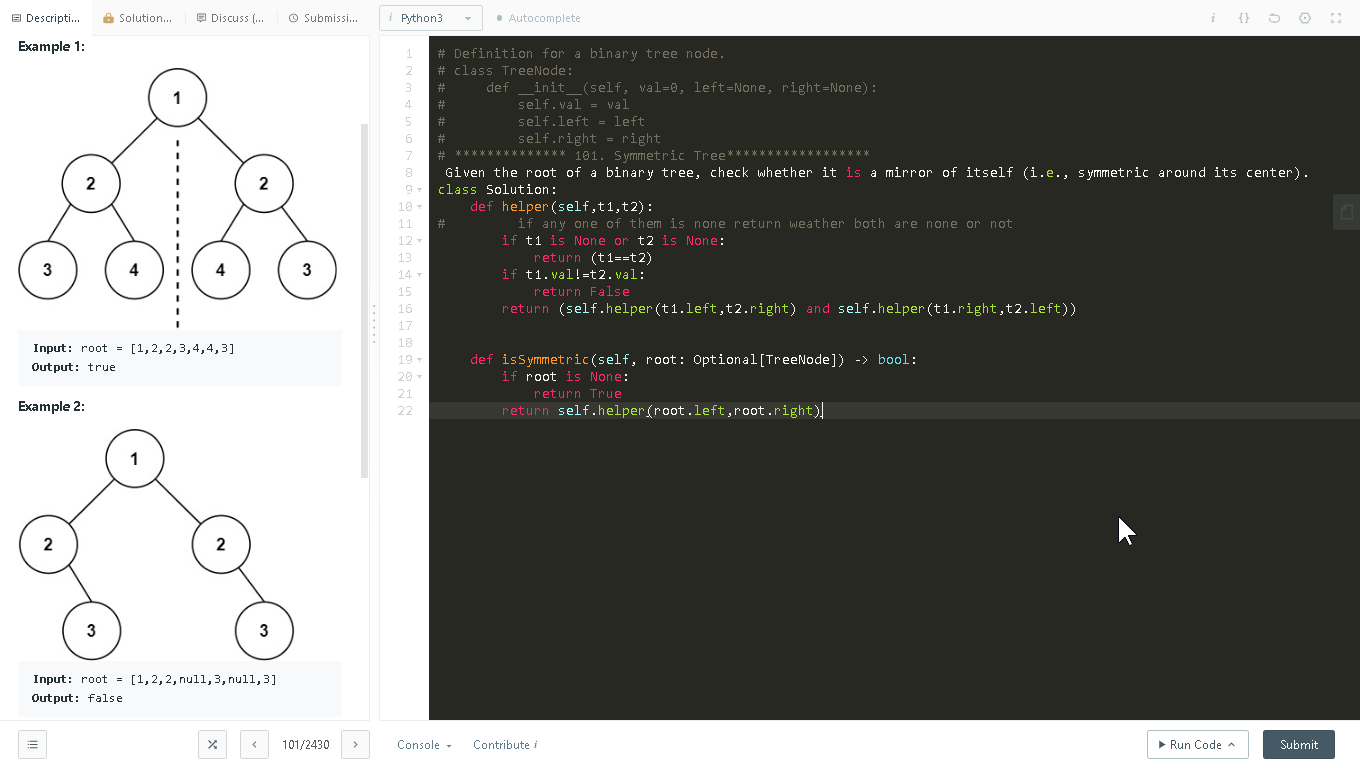 Descripti...
Solution...
Discuss (...
Submissi...
i Python3
Autocomplete
i {}
Example 1:
1
2 2
3 4 4 3
Input: root = [1,2,2,3,4,4,3]
Output: true
Example 2:
1
2 2
3 3
Input: root = [1,2,2,null,3,null,3]
Output: false
1 # Definition for a binary tree node.
2 # class TreeNode:
3 #     def __init__(self, val=0, left=None, right=None):
4 #         self.val = val
5 #         self.left = left
6 #         self.right = right
7 # ************** 101. Symmetric Tree******************
8  Given the root of a binary tree, check whether it is a mirror of itself (i.e., symmetric around its center).
9 class Solution:
10     def helper(self,t1,t2):
11 #         if any one of them is none return weather both are none or not
12         if t1 is None or t2 is None:
13             return (t1==t2)
14         if t1.val!=t2.val:
15             return False
16         return (self.helper(t1.left,t2.right) and self.helper(t1.right,t2.left))
17
18
19     def isSymmetric(self, root: Optional[TreeNode]) -> bool:
20         if root is None:
21             return True
22         return self.helper(root.left,root.right)
101/2430
Console
Contribute i
Run Code
Submit